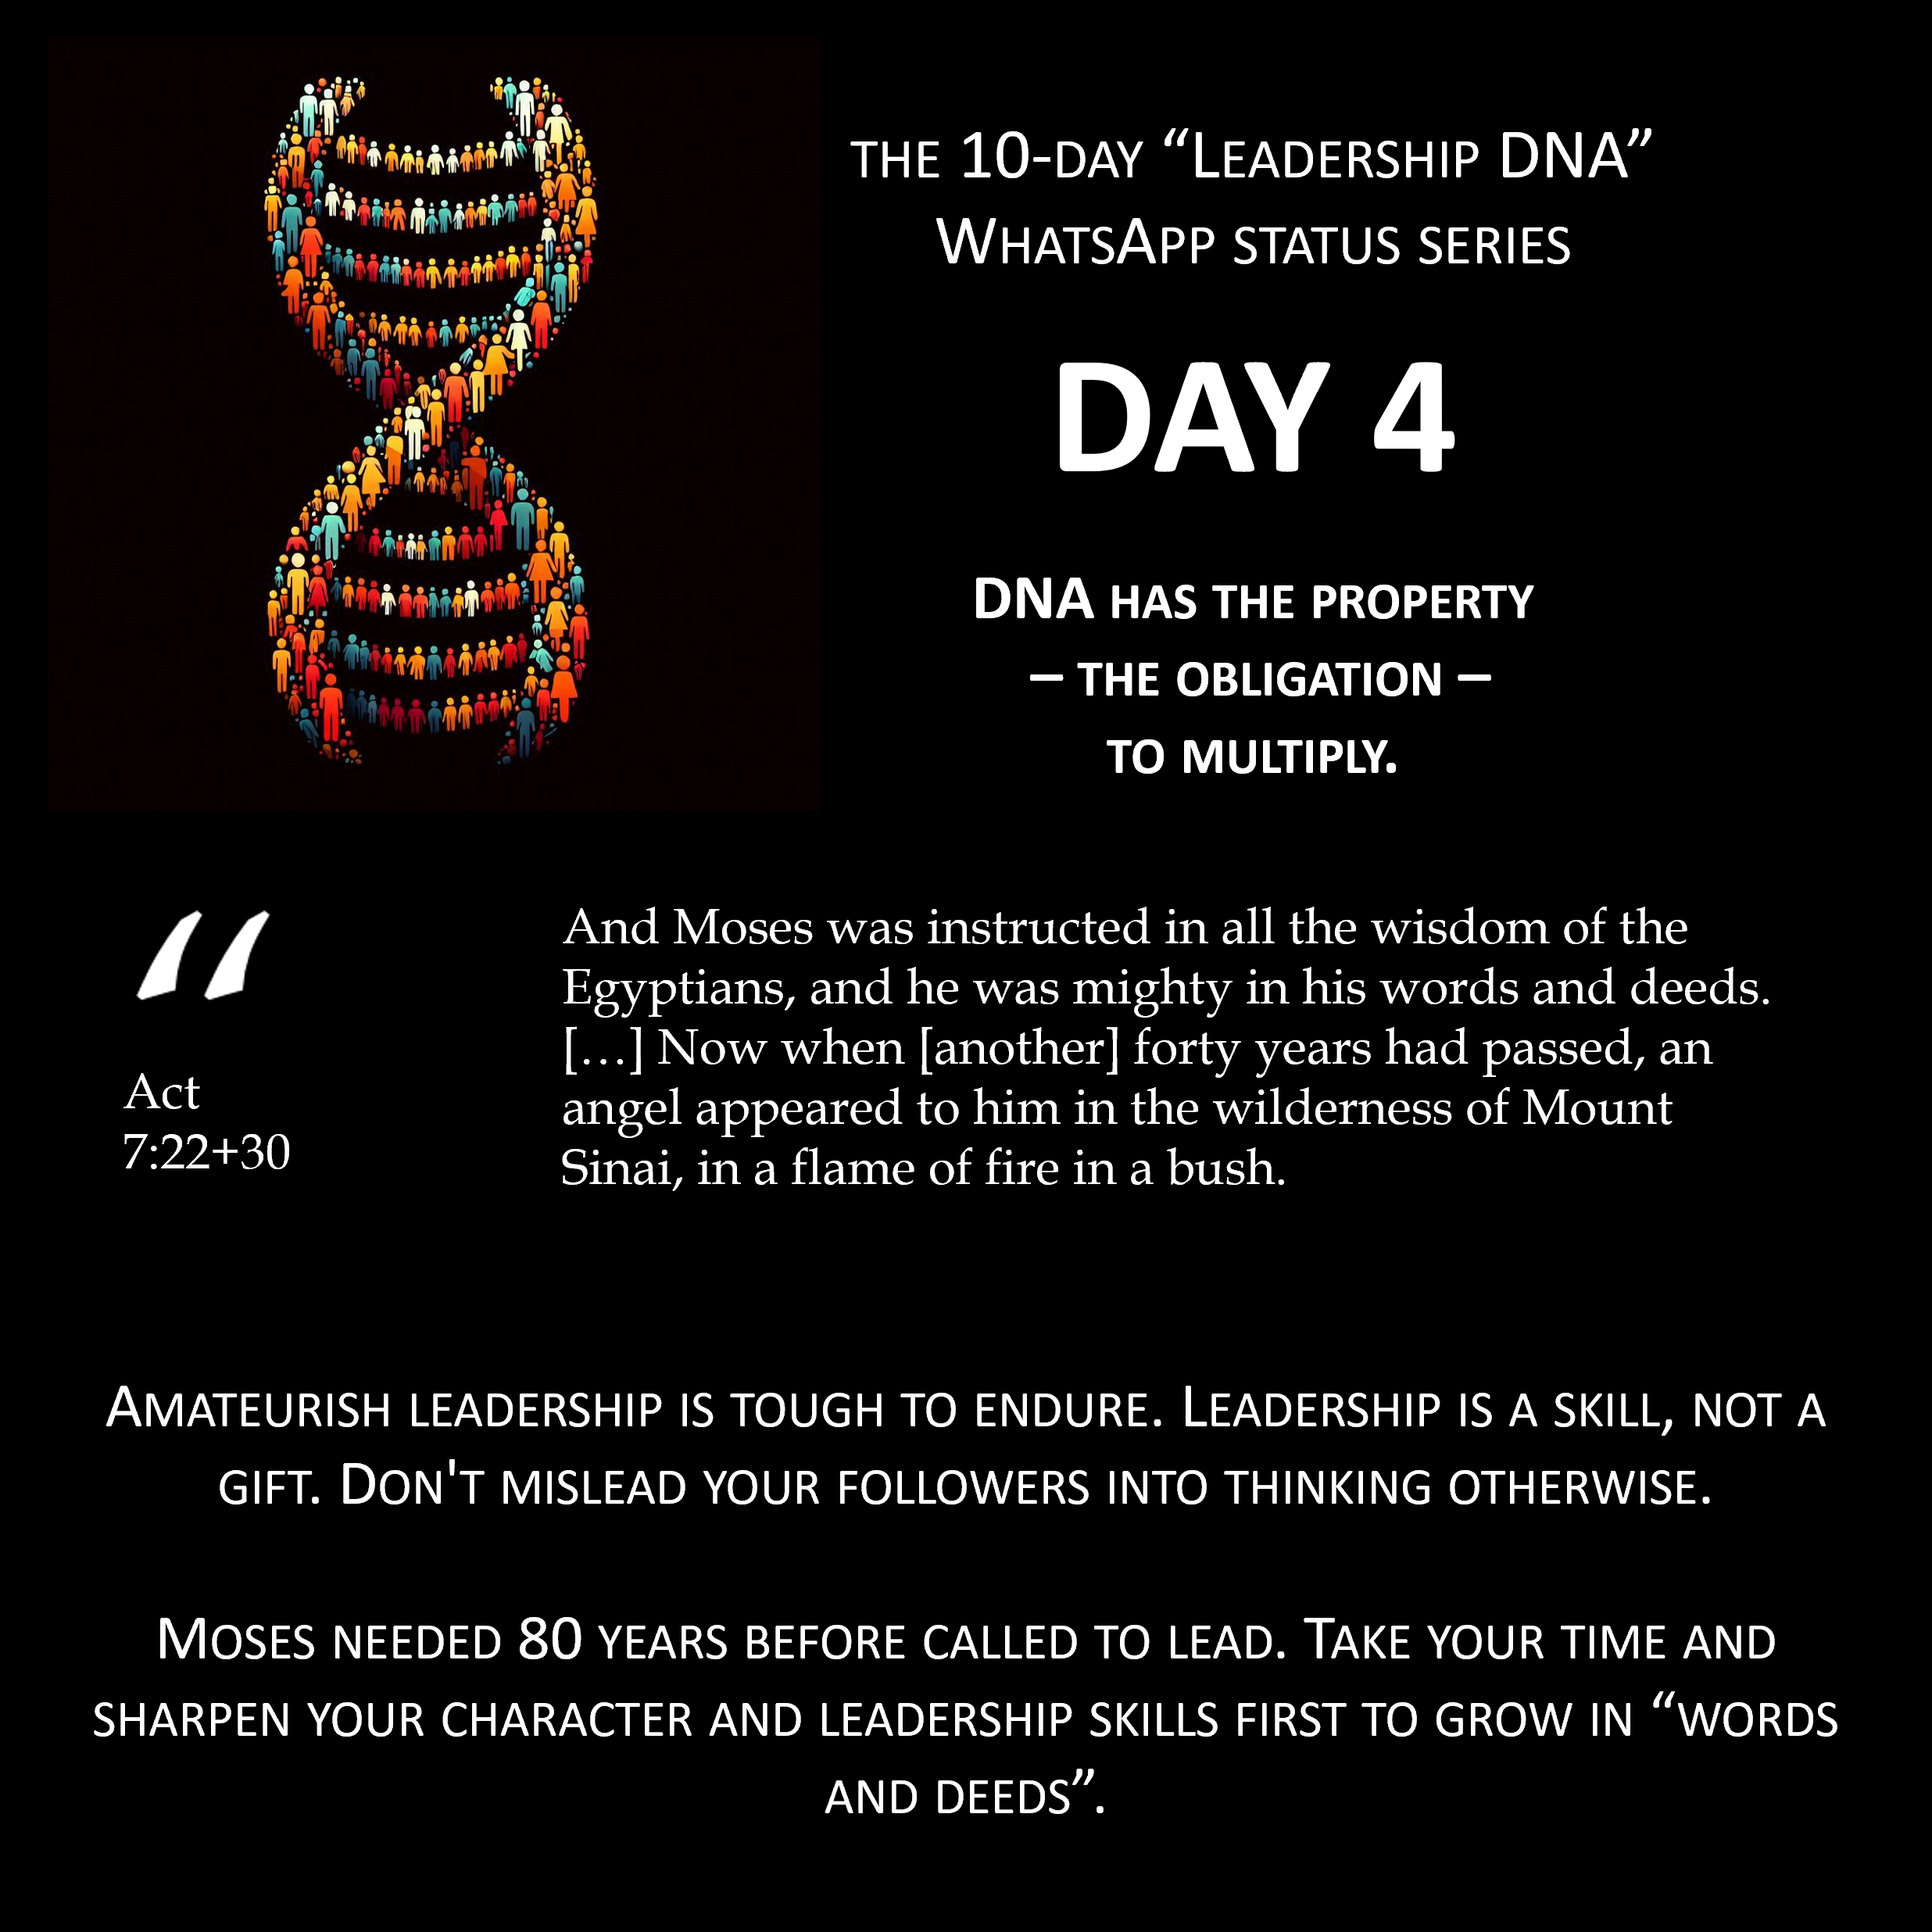 the 10-day “Leadership DNA”
WhatsApp status series
DAY 4
DNA has the property
– the obligation –
to multiply.
“
Act
7:22+30
And Moses was instructed in all the wisdom of the
Egyptians, and he was mighty in his words and deeds.
[…] Now when [another] forty years had passed, an
angel appeared to him in the wilderness of Mount
Sinai, in a flame of fire in a bush.
Amateurish leadership is tough to endure. Leadership is a skill, not a
gift. Don't mislead your followers into thinking otherwise.
Moses needed 80 years before called to lead. Take your time and
sharpen your character and leadership skills first to grow in “words
and deeds”.